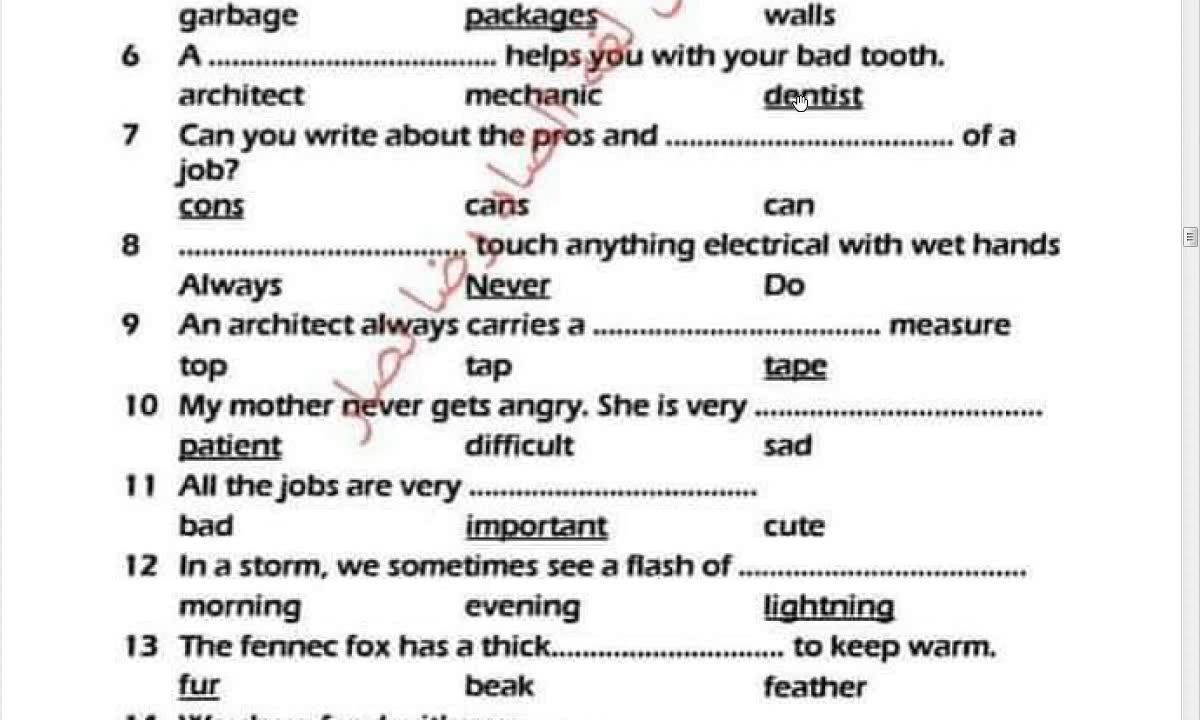 garbage packages walls
6 A .................................... helps you with your bad tooth.
architect mechanic dentist
7 Can you write about the pros and .................................... of a
job?
cons cans can
8 .................................... touch anything electrical with wet hands
Always Never Do
9 An architect always carries a .................................... measure
top tap tape
10 My mother never gets angry. She is very ....................................
patient difficult sad
11 All the jobs are very ....................................
bad important cute
12 In a storm, we sometimes see a flash of ....................................
morning evening lightning
13 The fennec fox has a thick............................. to keep warm.
fur beak feather